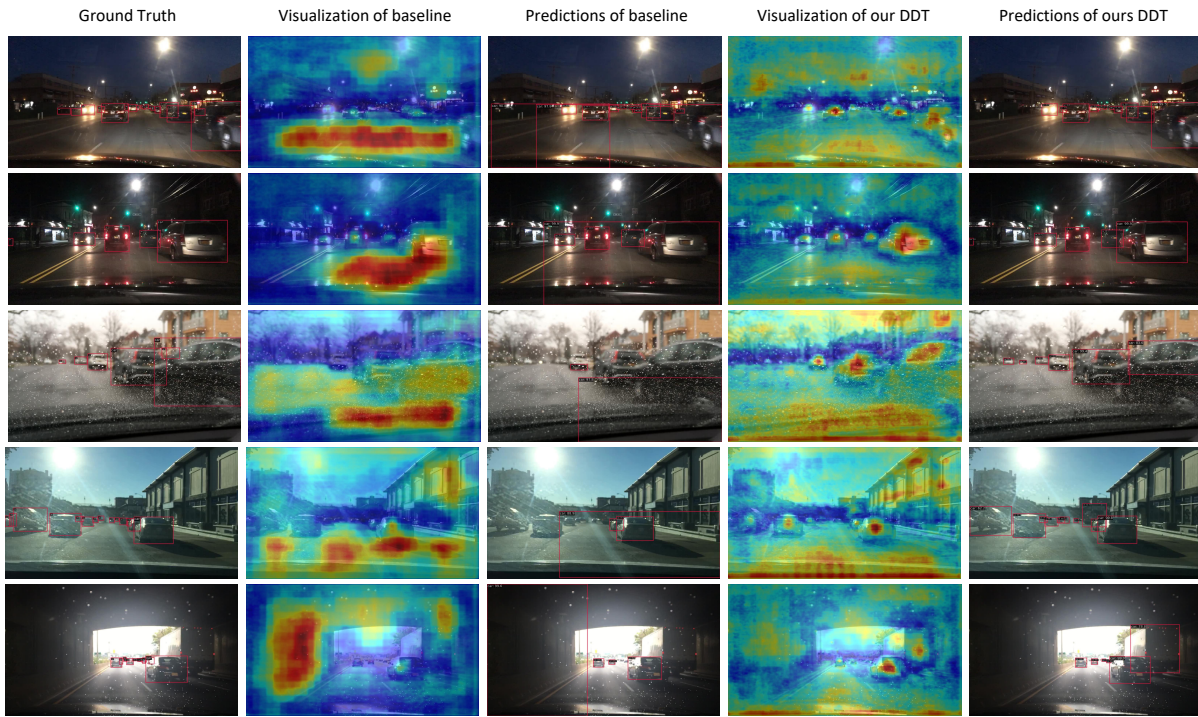 Ground Truth
Visualization of baseline
Predictions of baseline
Visualization of our DDT
Predictions of ours DDT